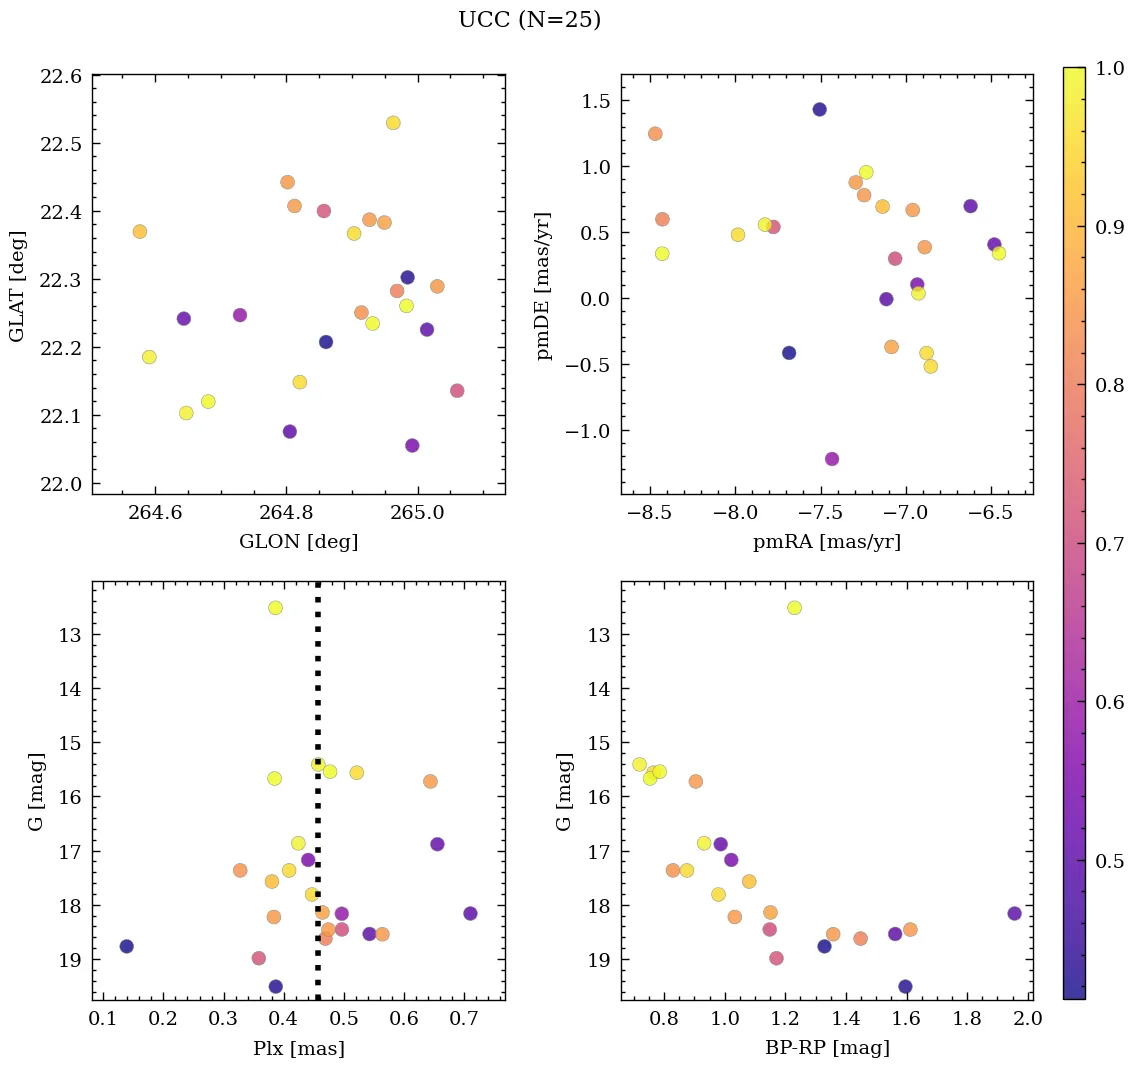 UCC (N=25)
22.6
22.5
22.4
22.3
22.2
22.1
22.0
GLAT [deg]
264.6 264.8 265.0
GLON [deg]
1.5
1.0
0.5
0.0
−0.5
−1.0
pmDE [mas/yr]
−8.5 −8.0 −7.5 −7.0 −6.5
pmRA [mas/yr]
13
14
15
16
17
18
19
G [mag]
0.1 0.2 0.3 0.4 0.5 0.6 0.7
Plx [mas]
13
14
15
16
17
18
19
G [mag]
0.8 1.0 1.2 1.4 1.6 1.8 2.0
BP-RP [mag]
1.0
0.9
0.8
0.7
0.6
0.5